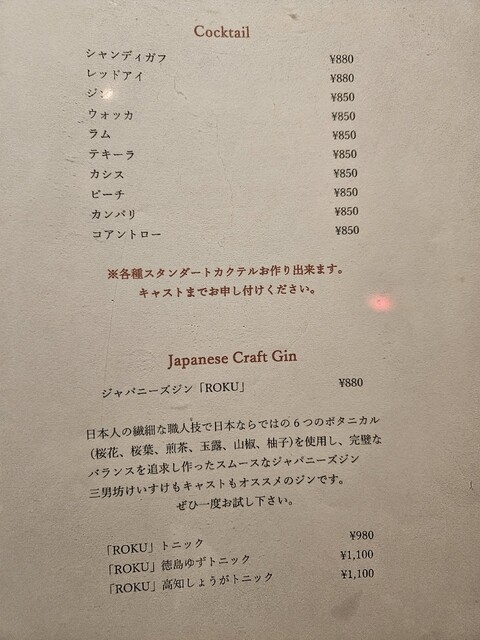 Cocktail
シャンディガフ ¥880
レッドアイ ¥880
ジン ¥850
ウォッカ ¥850
ラム ¥850
テキーラ ¥850
カシス ¥850
ピーチ ¥850
カンパリ ¥850
コアントロー ¥850
※各種スタンダートカクテルお作り出来ます。
キャストまでお申し付けください。
Japanese Craft Gin
ジャパニーズジン「ROKU」 ¥880
日本人の繊細な職人技で日本ならではの6つのボタニカル
(桜花、桜葉、煎茶、玉露、山椒、柚子)を使用し、完璧な
バランスを追求し作ったスムースなジャパニーズジン
三男坊けいすけもキャストもオススメのジンです。
ぜひ一度お試し下さい。
「ROKU」トニック ¥980
「ROKU」徳島ゆずトニック ¥1,100
「ROKU」高知しょうがトニック ¥1,100